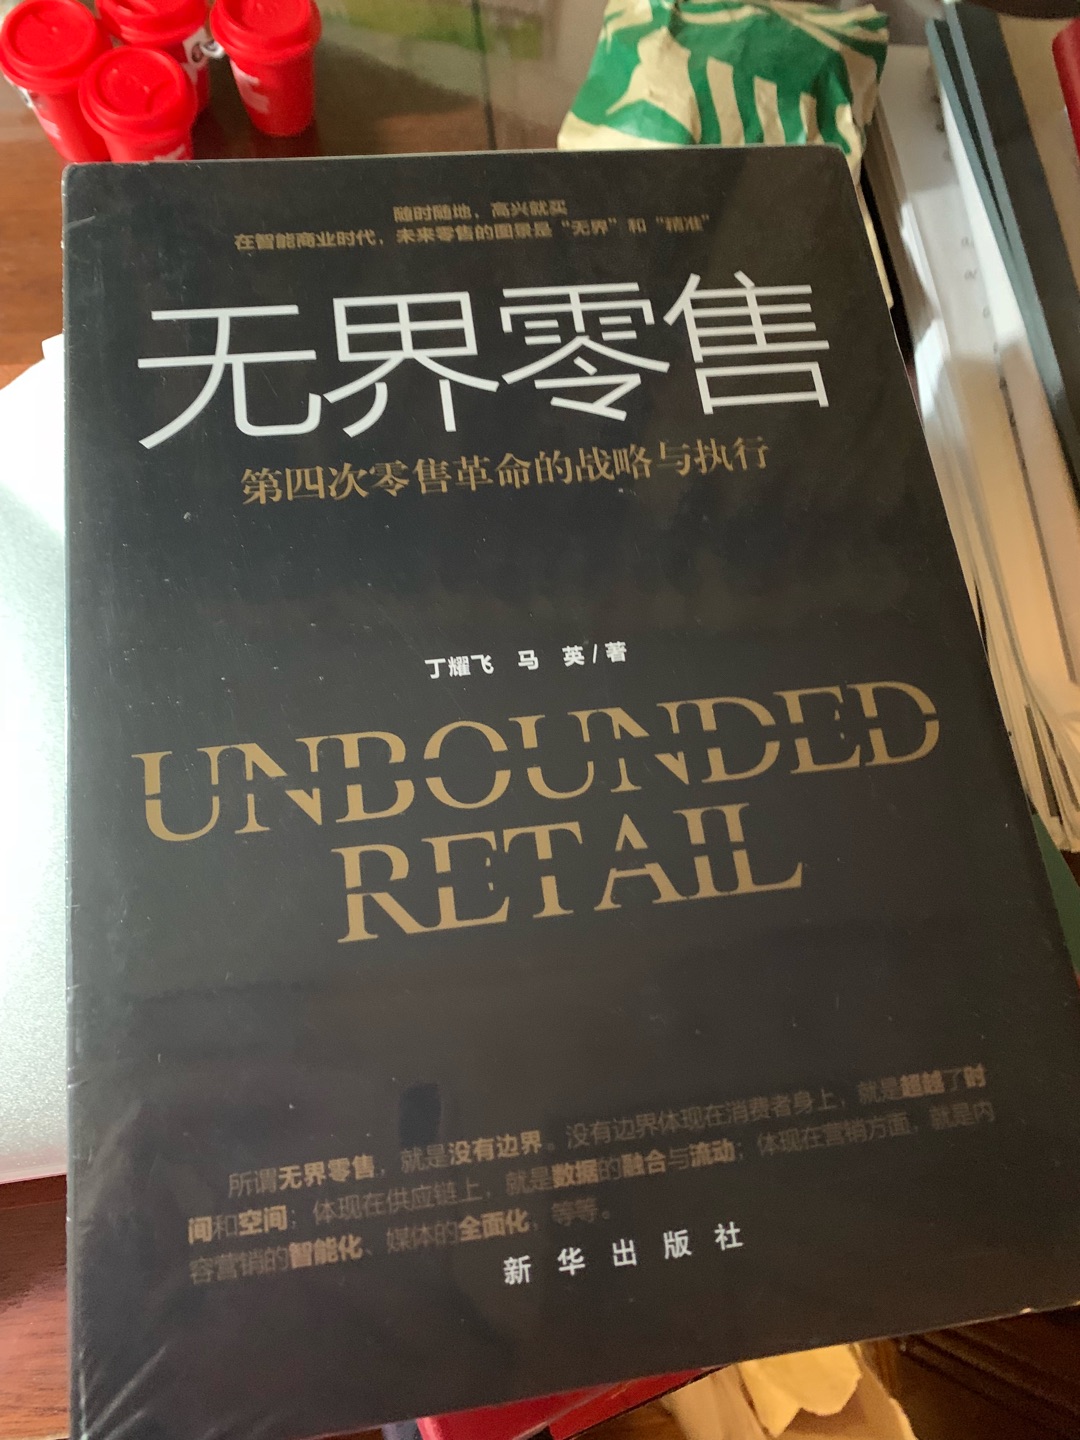 随时随地，高兴就买
在智能商业时代，未来零售的图景是“无界”和“精准”
无界零售
第四次零售革命的战略与执行
丁耀飞 马 英/著
UNBOUNDED
RETAIL
所谓无界零售，就是没有边界。没有边界体现在消费者身上，就是超越了时
间和空间；体现在供应链上，就是数据的融合与流动；体现在营销方面，就是内
容营销的智能化、媒体的全面化，等等。
新华出版社